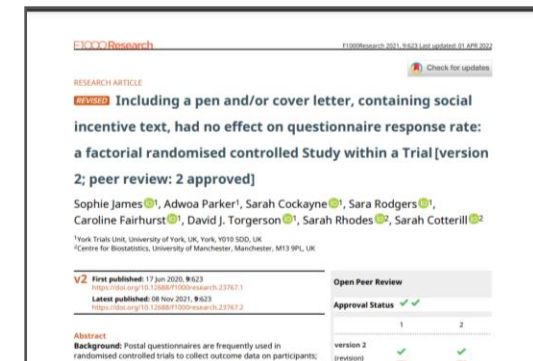 F1000Research
F1000Research 2021, 9:623 Last updated: 01 APR 2022
Check for updates
RESEARCH ARTICLE
REVISED Including a pen and/or cover letter, containing social
incentive text, had no effect on questionnaire response rate:
a factorial randomised controlled Study within a Trial [version
2; peer review: 2 approved]
Sophie James iD1, Adwoa Parker1, Sarah Cockayne iD1, Sara Rodgers iD1,
Caroline Fairhurst iD1, David J. Torgerson iD1, Sarah Rhodes iD2, Sarah Cotterill iD2
1York Trials Unit, University of York, UK, York, YO10 5DD, UK
2Centre for Biostatistics, University of Manchester, Manchester, M13 9PL, UK
V2 First published: 17 Jun 2020, 9:623
https://doi.org/10.12688/f1000research.23767.1
Latest published: 08 Nov 2021, 9:623
https://doi.org/10.12688/f1000research.23767.2
Abstract
Background: Postal questionnaires are frequently used in
randomised controlled trials to collect outcome data on participants;
Open Peer Review
Approval Status
1 2
version 2
(revision)